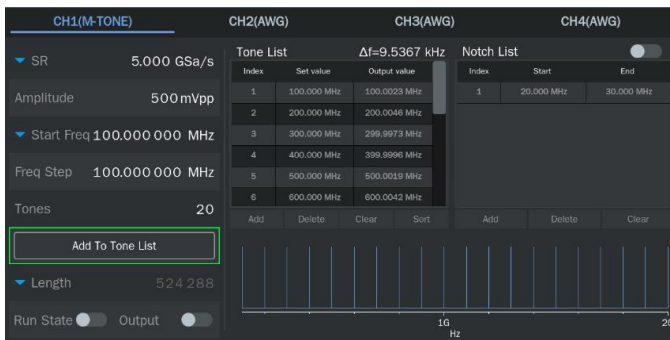 CH1(M-TONE) CH2(AWG) CH3(AWG) CH4(AWG)
SR 5.000 GSa/s
Amplitude 500 mVpp
Start Freq 100.000 000 MHz
Freq Step 100.000 000 MHz
Tones 20
Add To Tone List
Length 524 288
Run State Output
Tone List Δf=9.5367 kHz
Index Set value Output value
1 100.000 MHz 100.0023 MHz
2 200.000 MHz 200.0046 MHz
3 300.000 MHz 299.9973 MHz
4 400.000 MHz 399.9996 MHz
5 500.000 MHz 500.0019 MHz
6 600.000 MHz 600.0042 MHz
Add Delete Clear Sort
Notch List
Index Start End
1 20.000 MHz 30.000 MHz
Add Delete Clear
1G
Hz